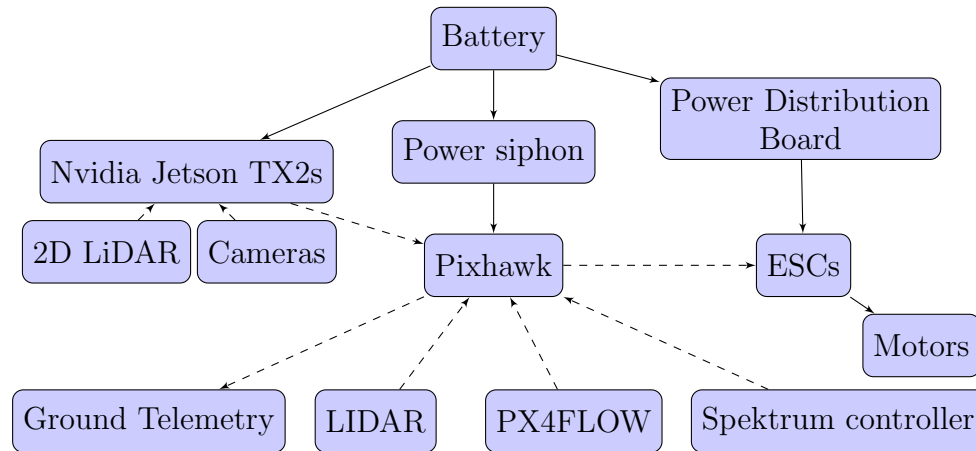 Battery
Power Distribution
Board
Power siphon
Nvidia Jetson TX2s
2D LiDAR
Cameras
Pixhawk
ESCs
Motors
Ground Telemetry
LIDAR
PX4FLOW
Spektrum controller